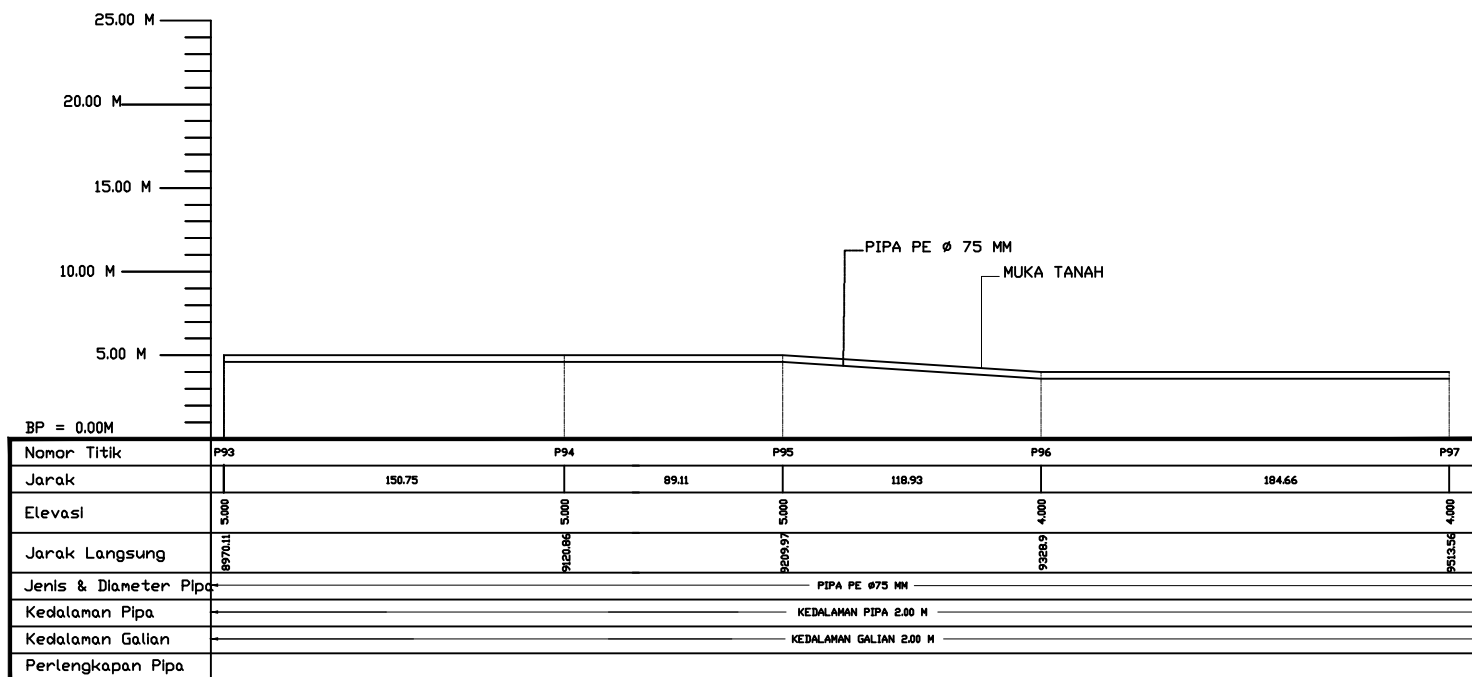 25.00 M
20.00 M
15.00 M
10.00 M
5.00 M
BP = 0.00M
PIPA PE Ø 75 MM
MUKA TANAH
Nomor Titik P93 P94 P95 P96 P97
Jarak 150.75 89.11 118.93 184.66
Elevasi 5.000 5.000 5.000 4.000 4.000
Jarak Langsung 8970.11 9120.86 9209.97 9328.9 9513.56
Jenis & Diameter Pipa PIPA PE Ø75 MM
Kedalaman Pipa KEDALAMAN PIPA 2.00 M
Kedalaman Galian KEDALAMAN GALIAN 2.00 M
Perlengkapan Pipa